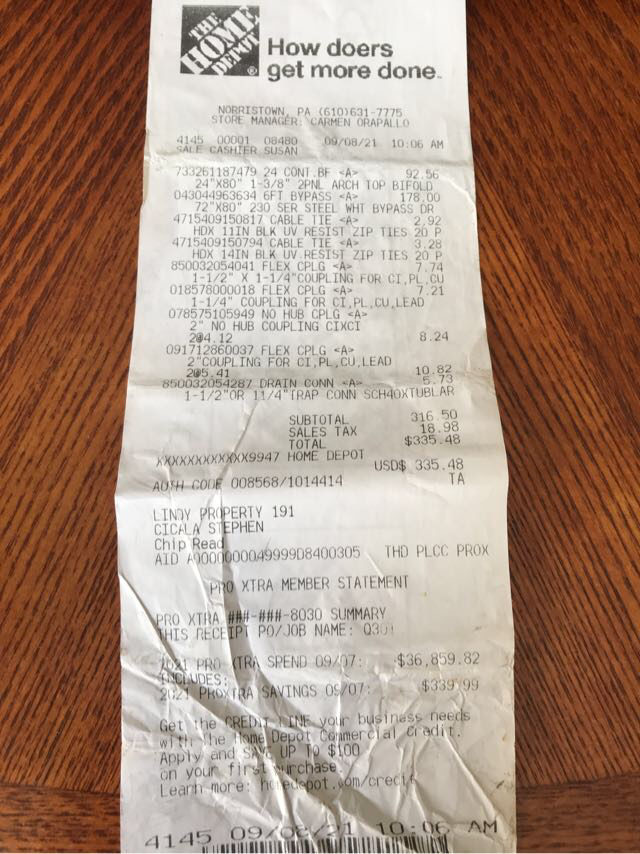 THE HOME DEPOT®
How doers
get more done™
NORRISTOWN, PA (610)631-7775
STORE MANAGER: CARMEN ORAPALLO
4145 00001 08480 09/08/21 10:06 AM
SALE CASHIER SUSAN
733261187479 24 CONT.BF <A> 92.56
24"X80" 1-3/8" 2PNL ARCH TOP BIFOLD
043044963634 6FT BYPASS <A> 178.00
72"X80" 230 SER STEEL WHT BYPASS DR
4715409150817 CABLE TIE <A> 2.92
HDX 11IN BLK UV RESIST ZIP TIES 20 P
4715409150794 CABLE TIE <A> 3.28
HDX 14IN BLK UV RESIST ZIP TIES 20 P
850032054041 FLEX CPLG <A> 7.74
1-1/2" X 1-1/4"COUPLING FOR CI,PL,CU
018578000018 FLEX CPLG <A> 7.21
1-1/4" COUPLING FOR CI,PL,CU,LEAD
078575105949 NO HUB CPLG <A>
2" NO HUB COUPLING CIXCI
2@4.12 8.24
091712860037 FLEX CPLG <A>
2"COUPLING FOR CI,PL,CU,LEAD
2@5.41 10.82
850032054287 DRAIN CONN <A> 5.73
1-1/2"OR 11/4"TRAP CONN SCH40XTUBLAR
SUBTOTAL 316.50
SALES TAX 18.98
TOTAL $335.48
XXXXXXXXXXXX9947 HOME DEPOT
USD$ 335.48
AUTH CODE 008568/1014414 TA
LINDY PROPERTY 191
CICALA STEPHEN
Chip Read
AID A0000000049999D8400305 THD PLCC PROX
PRO XTRA MEMBER STATEMENT
PRO XTRA ###-###-8030 SUMMARY
THIS RECEIPT PO/JOB NAME: Q301
2021 PRO XTRA SPEND 09/07: $36,859.82
INCLUDES:
2021 PROXTRA SAVINGS 09/07: $339.99
Get the CREDIT LINE your business needs
with the Home Depot Commercial Credit.
Apply and SAVE UP TO $100
on your first purchase.
Learn more: homedepot.com/credit
4145 09/08/21 10:06 AM